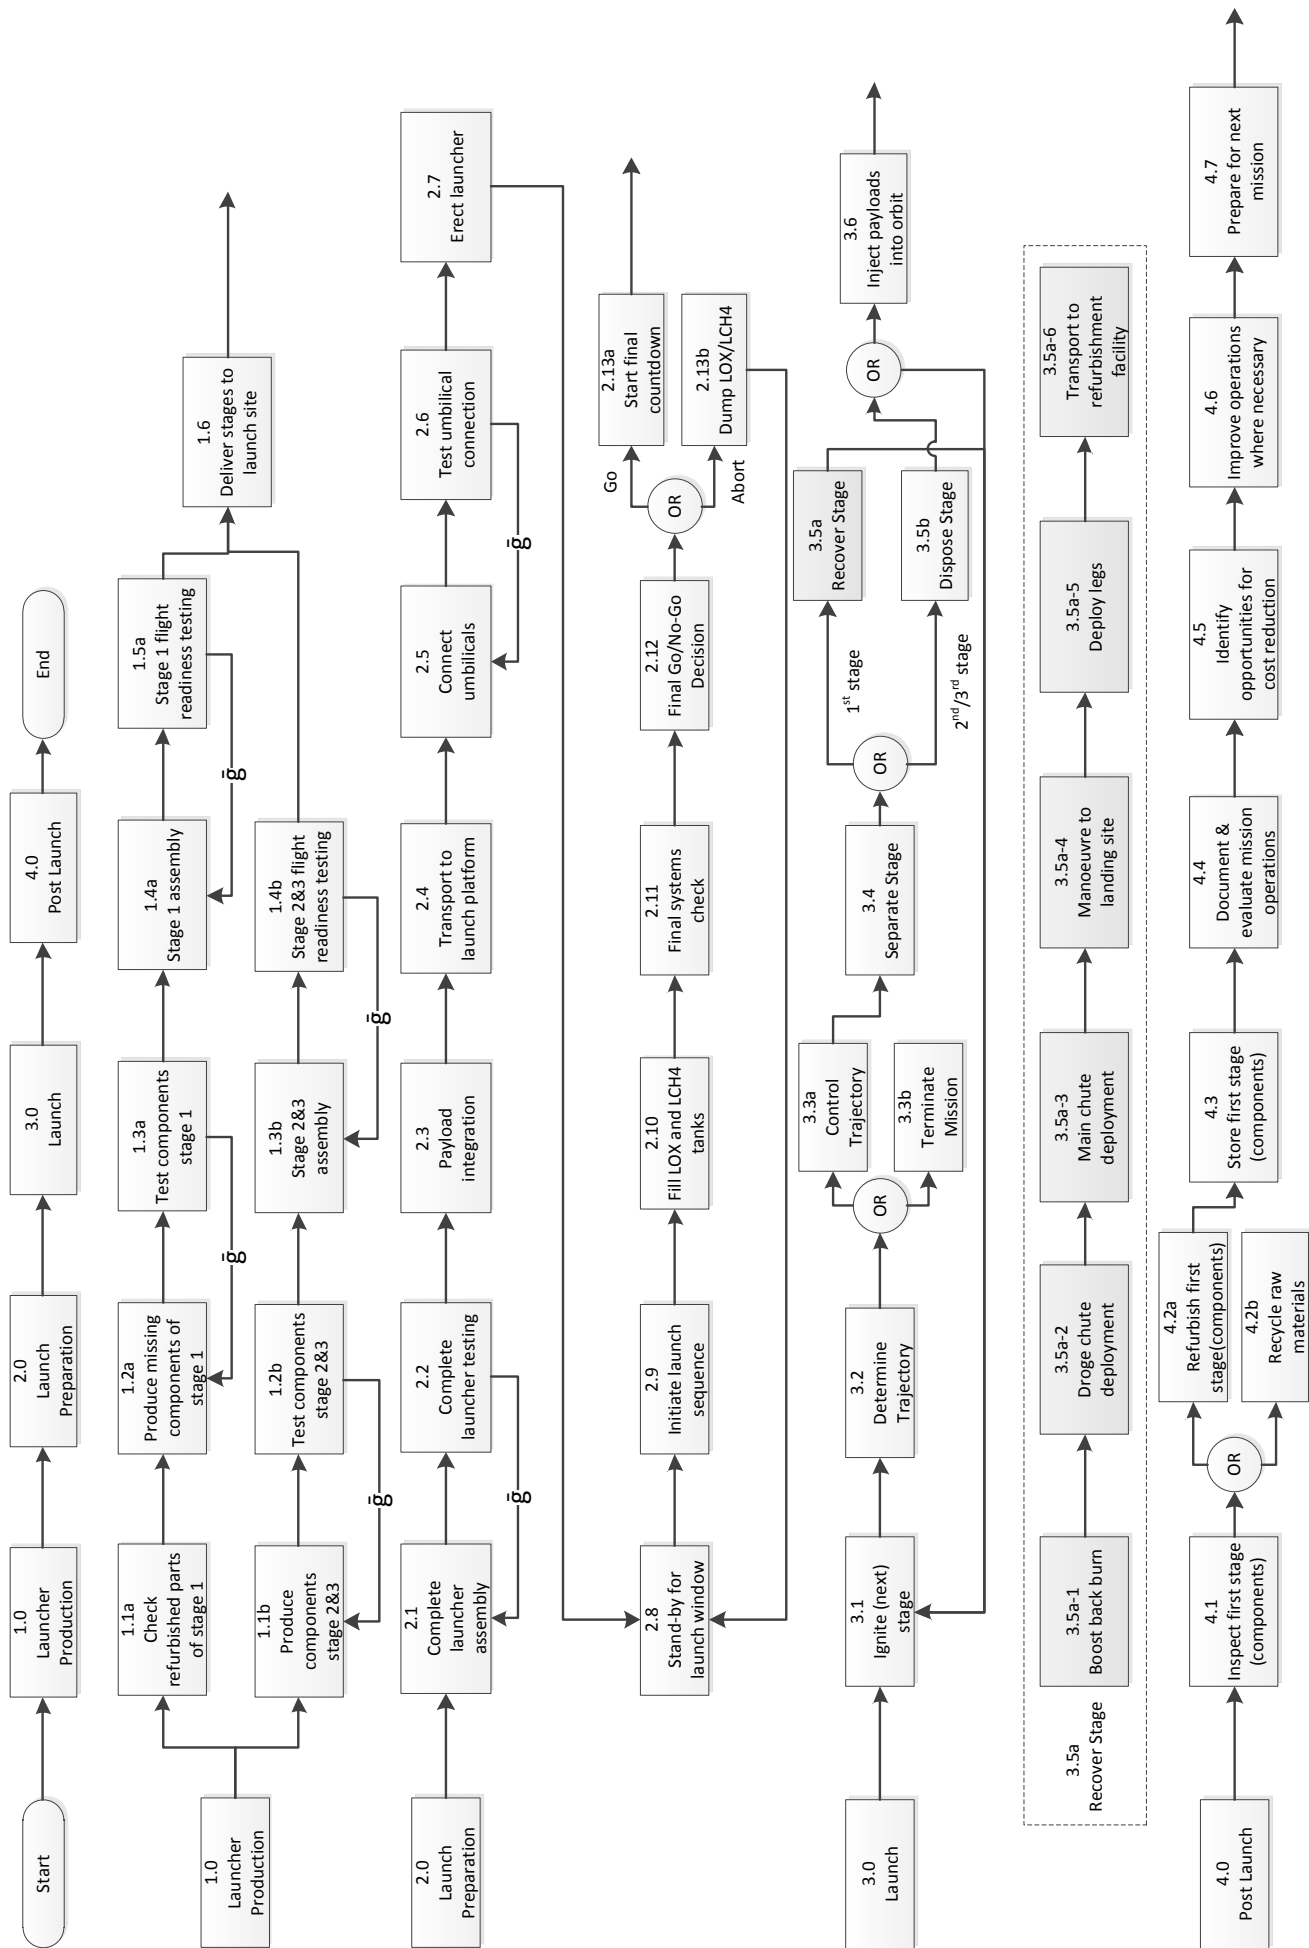 Start
1.0
Launcher
Production
2.0
Launch
Preparation
3.0
Launch
4.0
Post Launch
End
1.0
Launcher
Production
1.1a
Check
refurbished parts
of stage 1
1.2a
Produce missing
components of
stage 1
1.3a
Test components
stage 1
1.4a
Stage 1 assembly
1.5a
Stage 1 flight
readiness testing
g̅
g̅
1.1b
Produce
components
stage 2&3
1.2b
Test components
stage 2&3
1.3b
Stage 2&3
assembly
1.4b
Stage 2&3 flight
readiness testing
g̅
g̅
1.6
Deliver stages to
launch site
2.0
Launch
Preparation
2.1
Complete
launcher
assembly
2.2
Complete
launcher testing
g̅
2.3
Payload
integration
2.4
Transport to
launch platform
2.5
Connect
umbilicals
2.6
Test umbilical
connection
g̅
2.7
Erect launcher
2.8
Stand-by for
launch window
2.9
Initiate launch
sequence
2.10
Fill LOX and LCH4
tanks
2.11
Final systems
check
2.12
Final Go/No-Go
Decision
OR
Go
2.13a
Start final
countdown
Abort
2.13b
Dump LOX/LCH4
3.0
Launch
3.1
Ignite (next)
stage
3.2
Determine
Trajectory
OR
3.3a
Control
Trajectory
3.3b
Terminate
Mission
3.4
Separate Stage
OR
1st stage
3.5a
Recover Stage
2nd/3rd stage
3.5b
Dispose Stage
OR
3.6
Inject payloads
into orbit
3.5a
Recover Stage
3.5a-1
Boost back burn
3.5a-2
Droge chute
deployment
3.5a-3
Main chute
deployment
3.5a-4
Manoeuvre to
landing site
3.5a-5
Deploy legs
3.5a-6
Transport to
refurbishment
facility
4.0
Post Launch
4.1
Inspect first stage
(components)
OR
4.2a
Refurbish first
stage(components)
4.2b
Recycle raw
materials
4.3
Store first stage
(components)
4.4
Document &
evaluate mission
operations
4.5
Identify
opportunities for
cost reduction
4.6
Improve operations
where necessary
4.7
Prepare for next
mission